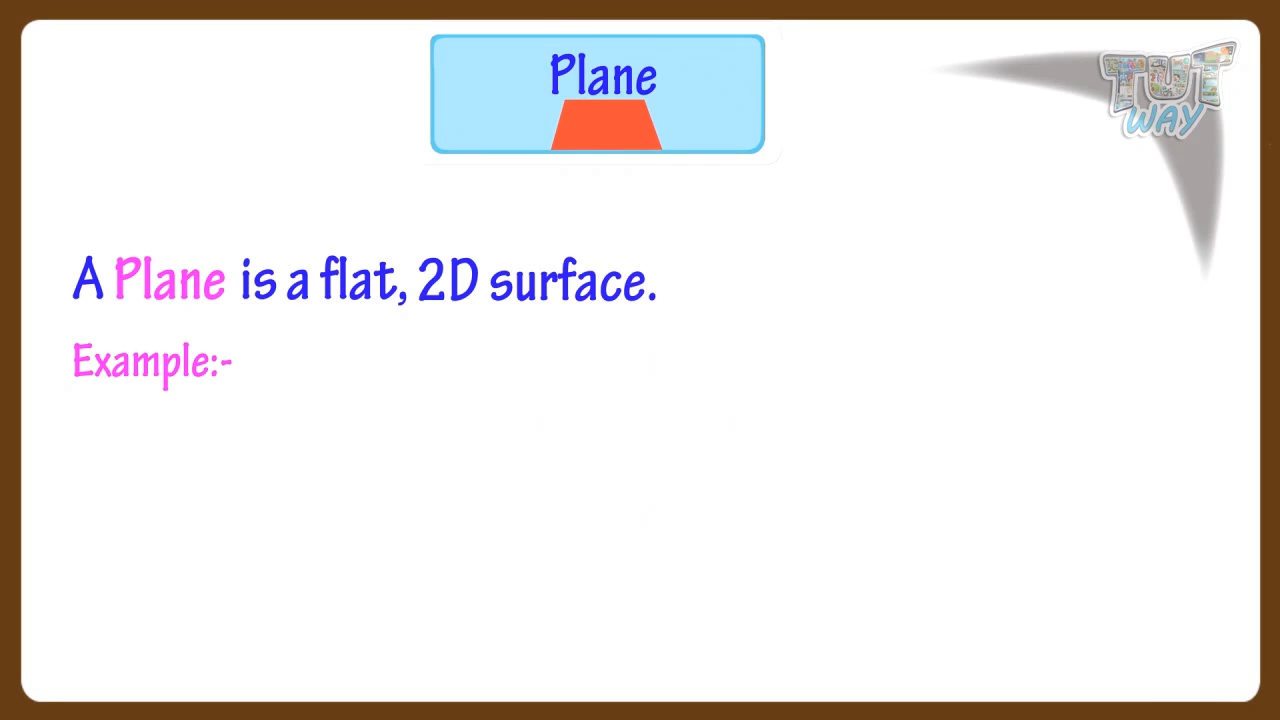 Plane
TUT
WAY
A Plane is a flat, 2D surface.
Example:-